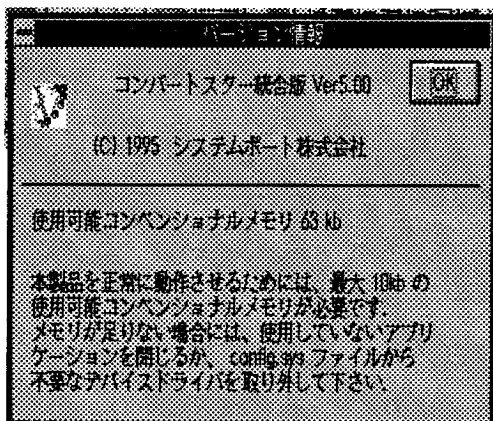 バージョン情報
コンバートスター統合版 Ver5.00
OK
(C) 1995 システムポート株式会社
使用可能コンベンショナルメモリ 63 kb
本製品を正常に動作させるためには、最大 10kb の
使用可能コンベンショナルメモリが必要です.
メモリが足りない場合には、使用していないアプリ
ケーションを閉じるか、config.sys ファイルから
不要なデバイスドライバを取り外して下さい.